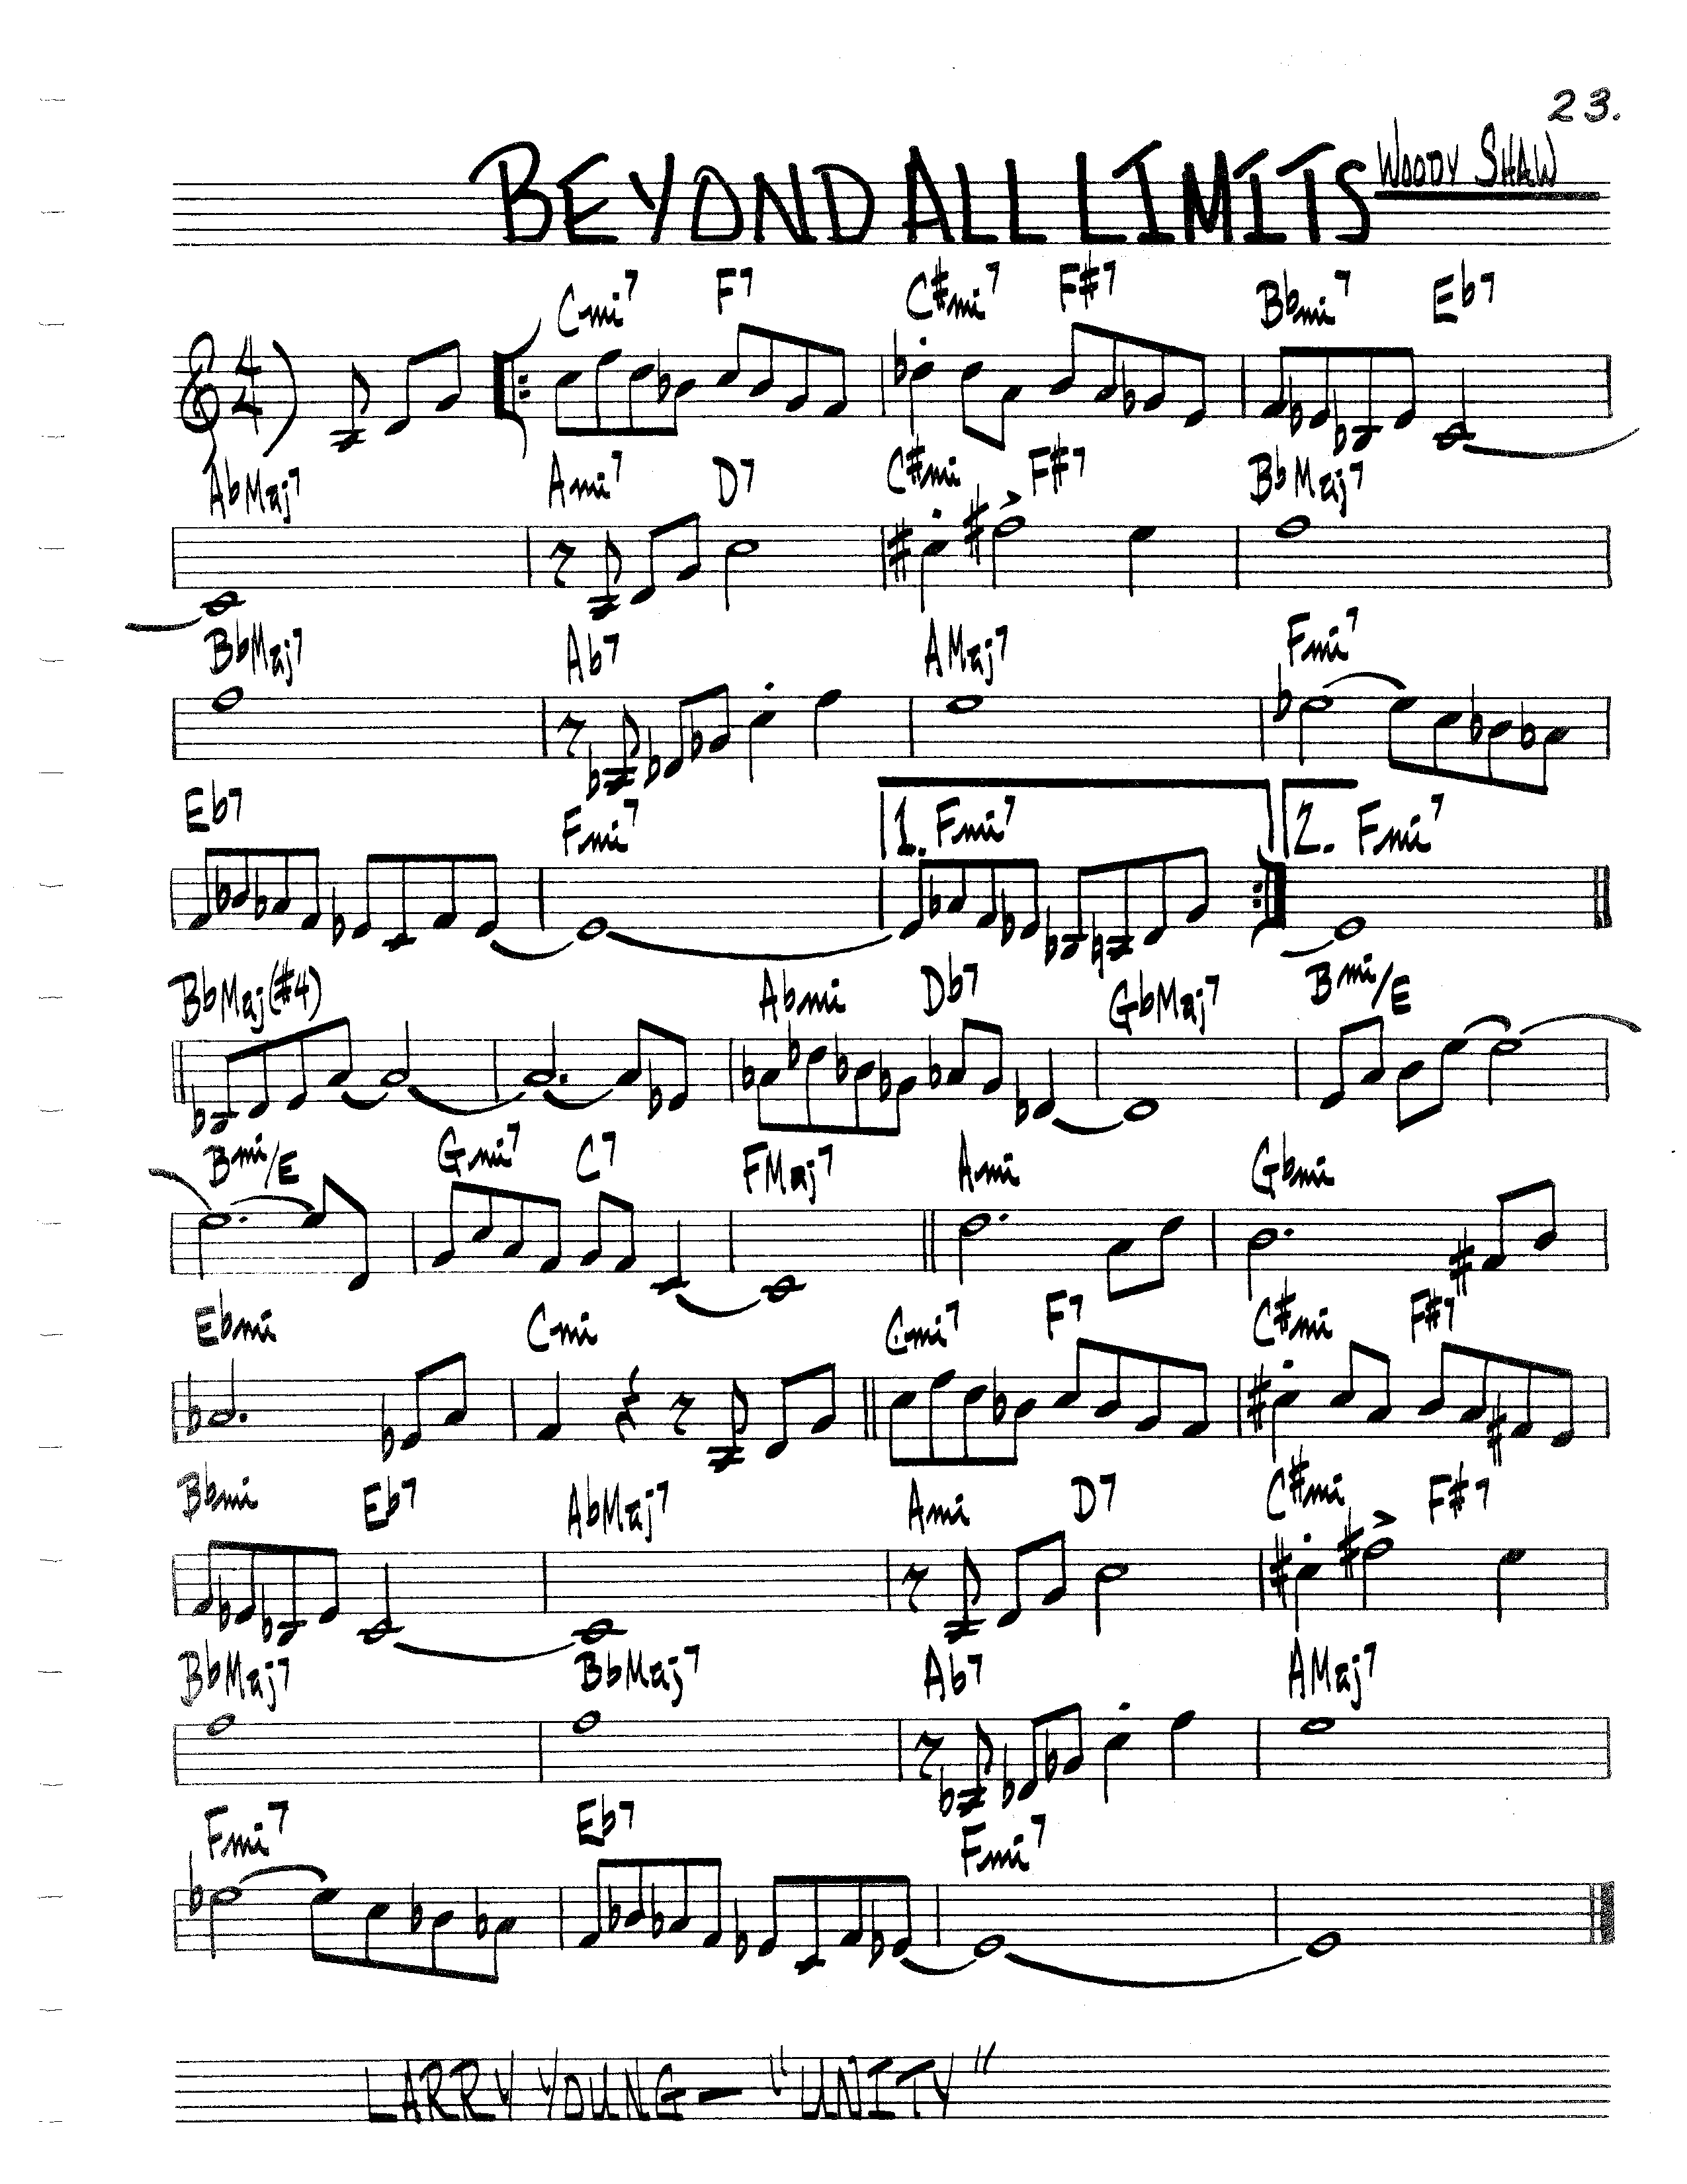 23.
BEYOND ALL LIMITS WOODY SHAW
Cmi7 F7 C#mi7 F#7 Bbmi7 Eb7
4
4
AbMaj7 Ami7 D7 C#mi F#7 BbMaj7
BbMaj7 Ab7 AMaj7 Fmi7
Eb7 Fmi7 1. Fmi7 2. Fmi7
BbMaj(#4) Abmi Db7 GbMaj7 Bmi/E
Bmi/E Gmi7 C7 FMaj7 Ami Gbmi
Ebmi Cmi Cmi7 F7 C#mi F#7
Bbmi Eb7 AbMaj7 Ami D7 C#mi F#7
BbMaj7 BbMaj7 Ab7 AMaj7
Fmi7 Eb7 Fmi7
LARRY YOUNG - "UNITY"